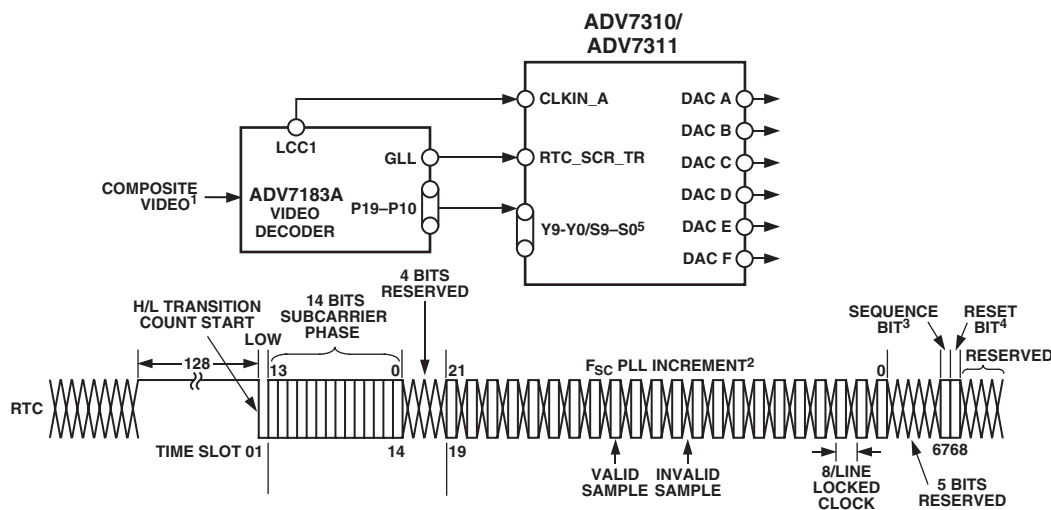 ADV7310/
ADV7311
CLKIN_A
DAC A
LCC1
DAC B
GLL
RTC_SCR_TR
DAC C
COMPOSITE
VIDEO1
ADV7183A
VIDEO
DECODER
P19–P10
DAC D
Y9-Y0/S9–S05
DAC E
DAC F
H/L TRANSITION
COUNT START
LOW
14 BITS
SUBCARRIER
PHASE
4 BITS
RESERVED
SEQUENCE
BIT3
RESET
BIT4
RESERVED
128
13
0
21
FSC PLL INCREMENT2
0
RTC
TIME SLOT 01
14
19
6768
VALID
SAMPLE
INVALID
SAMPLE
8/LINE
LOCKED
CLOCK
5 BITS
RESERVED